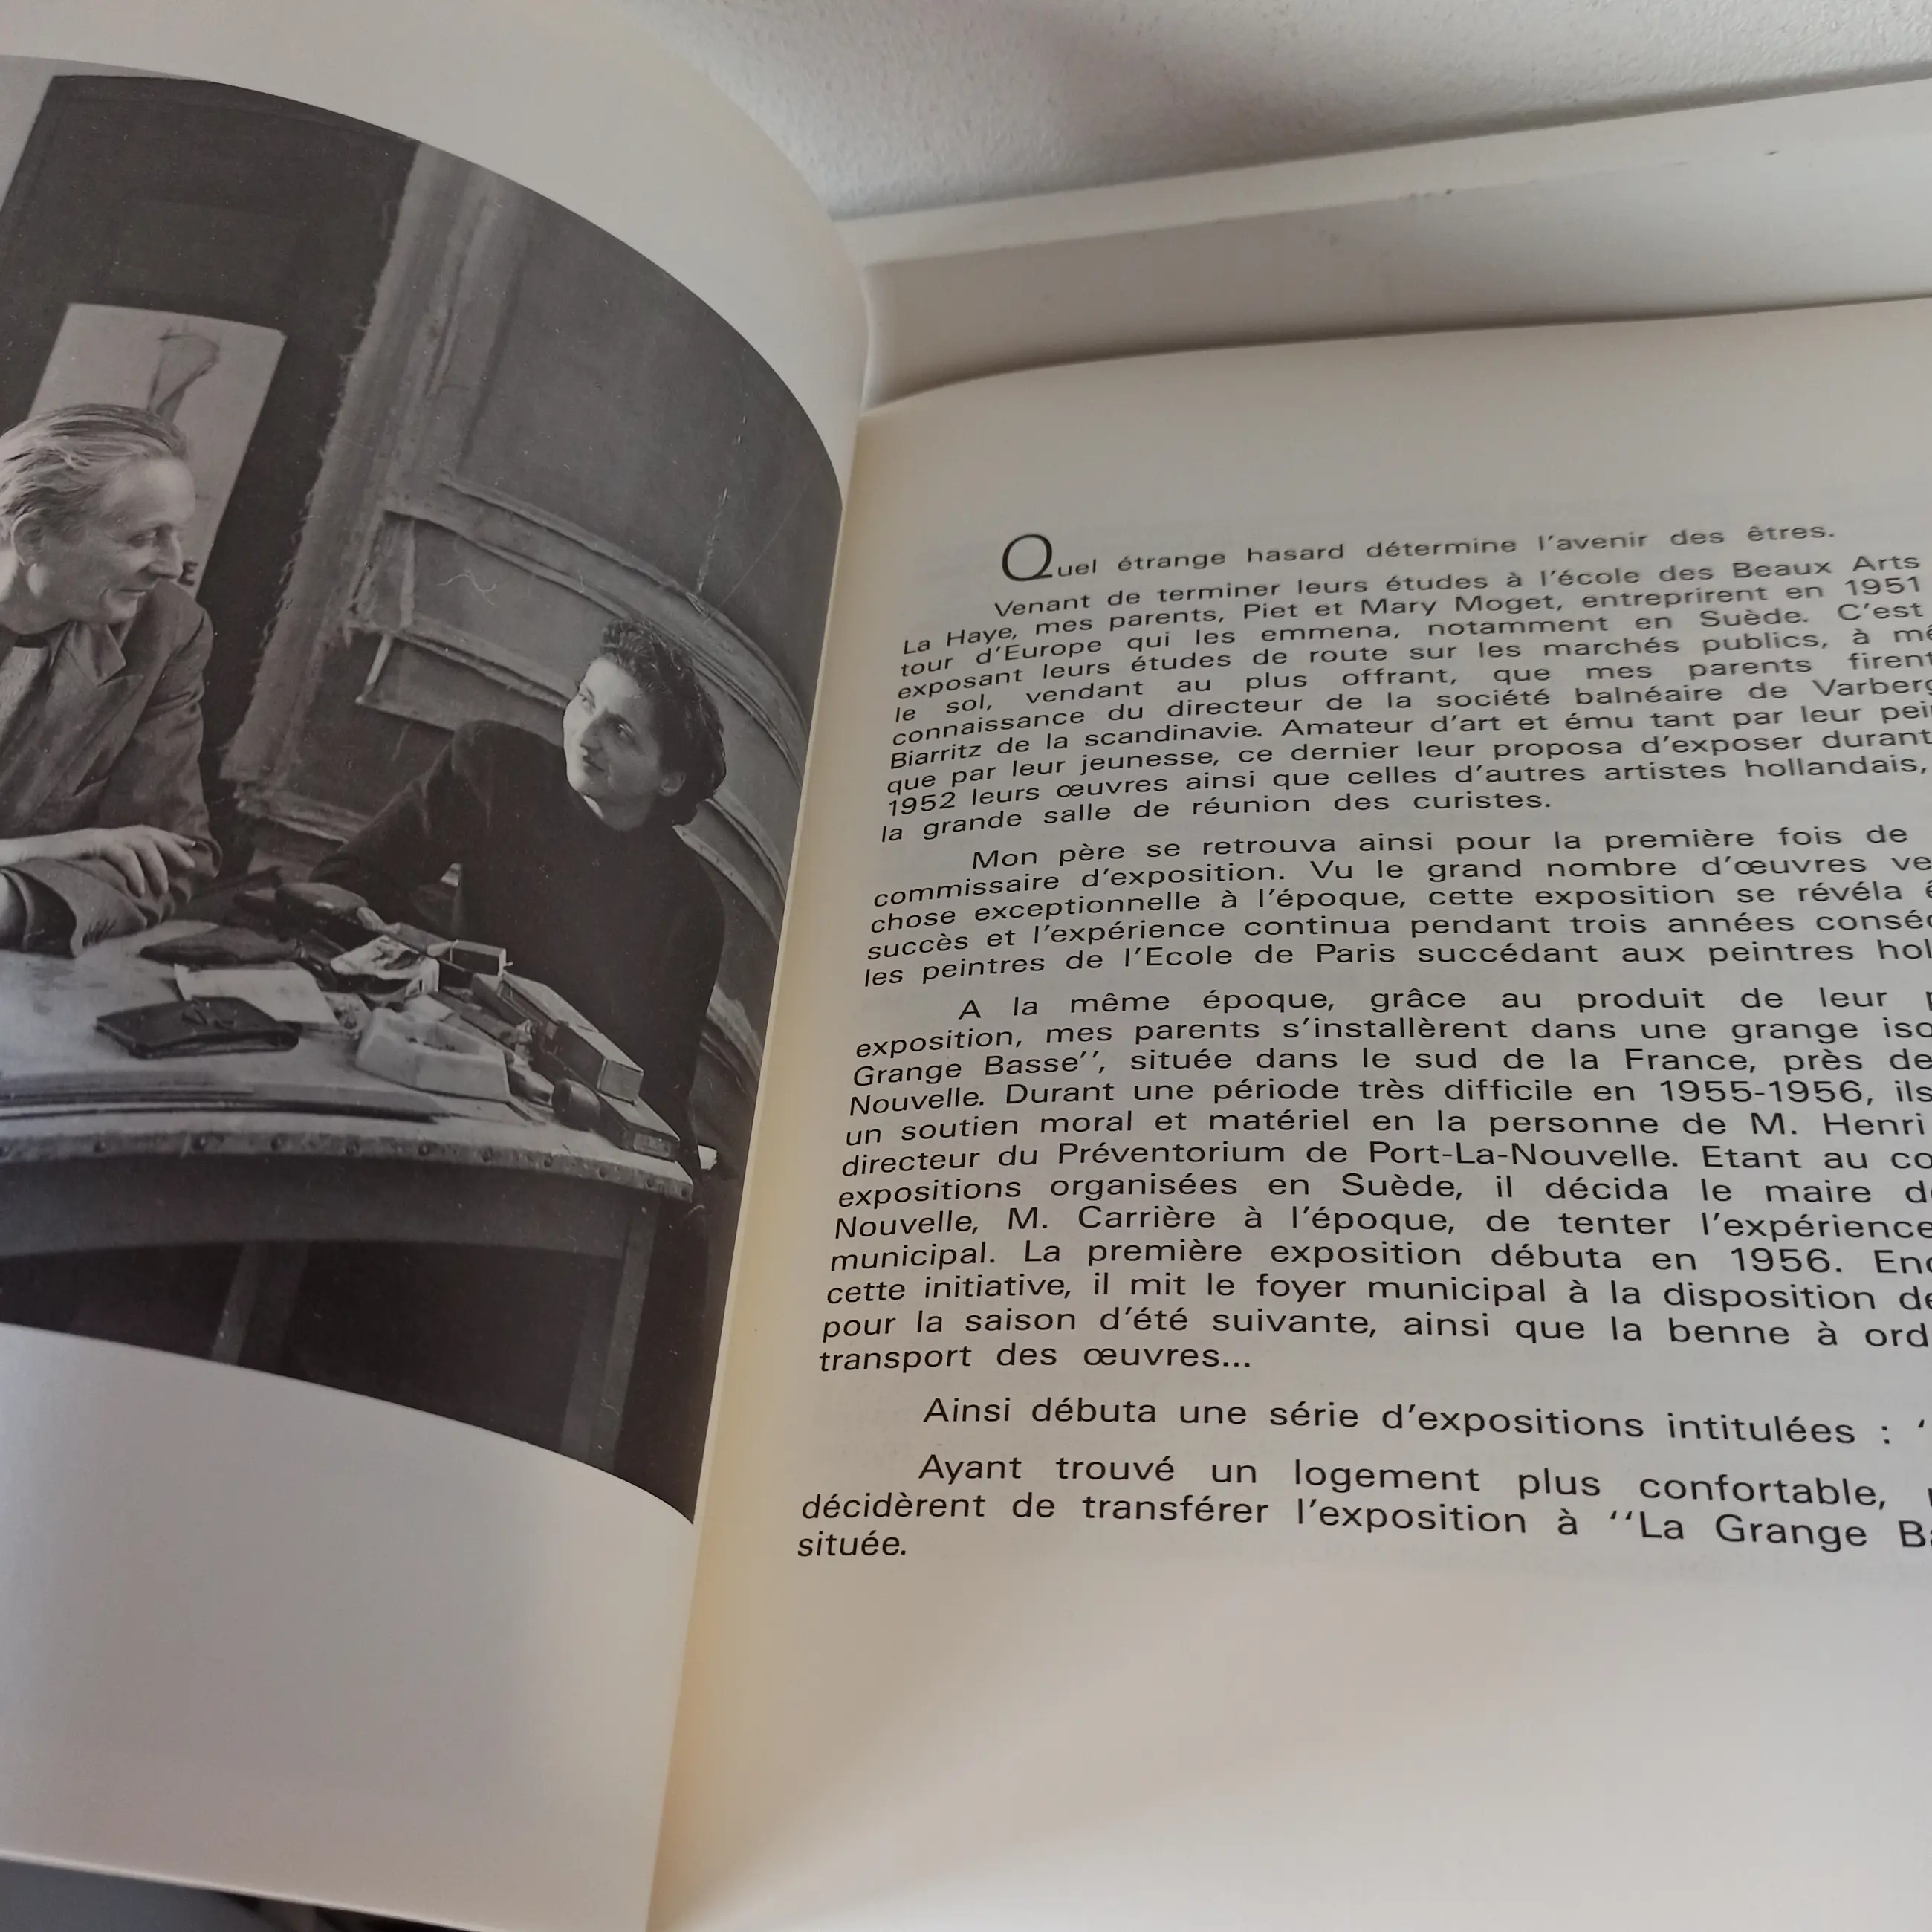 E
Quel étrange hasard détermine l'avenir des êtres.
Venant de terminer leurs études à l'école des Beaux Arts
La Haye, mes parents, Piet et Mary Moget, entreprirent en 1951
tour d'Europe qui les emmena, notamment en Suède. C'est
exposant leurs études de route sur les marchés publics, à
le sol, vendant au plus offrant, que mes parents firent
connaissance du directeur de la société balnéaire de Varberg
Biarritz de la scandinavie. Amateur d'art et ému tant par leur
que par leur jeunesse, ce dernier leur proposa d'exposer durant
1952 leurs œuvres ainsi que celles d'autres artistes hollandais,
la grande salle de réunion des curistes.
Mon père se retrouva ainsi pour la première fois de
commissaire d'exposition. Vu le grand nombre d'œuvres
chose exceptionnelle à l'époque, cette exposition se révéla
succès et l'expérience continua pendant trois années
les peintres de l'Ecole de Paris succédant aux peintres
A la même époque, grâce au produit de leur
exposition, mes parents s'installèrent dans une grange
Grange Basse'', située dans le sud de la France, près de
Nouvelle. Durant une période très difficile en 1955-1956, ils
un soutien moral et matériel en la personne de M. Henri
directeur du Préventorium de Port-La-Nouvelle. Etant au
expositions organisées en Suède, il décida le maire
Nouvelle, M. Carrière à l'époque, de tenter l'expérience
municipal. La première exposition débuta en 1956.
cette initiative, il mit le foyer municipal à la disposition
pour la saison d'été suivante, ainsi que la benne à
transport des œuvres...
Ainsi débuta une série d'expositions intitulées :
Ayant trouvé un logement plus confortable,
décidèrent de transférer l'exposition à ''La Grange
située.